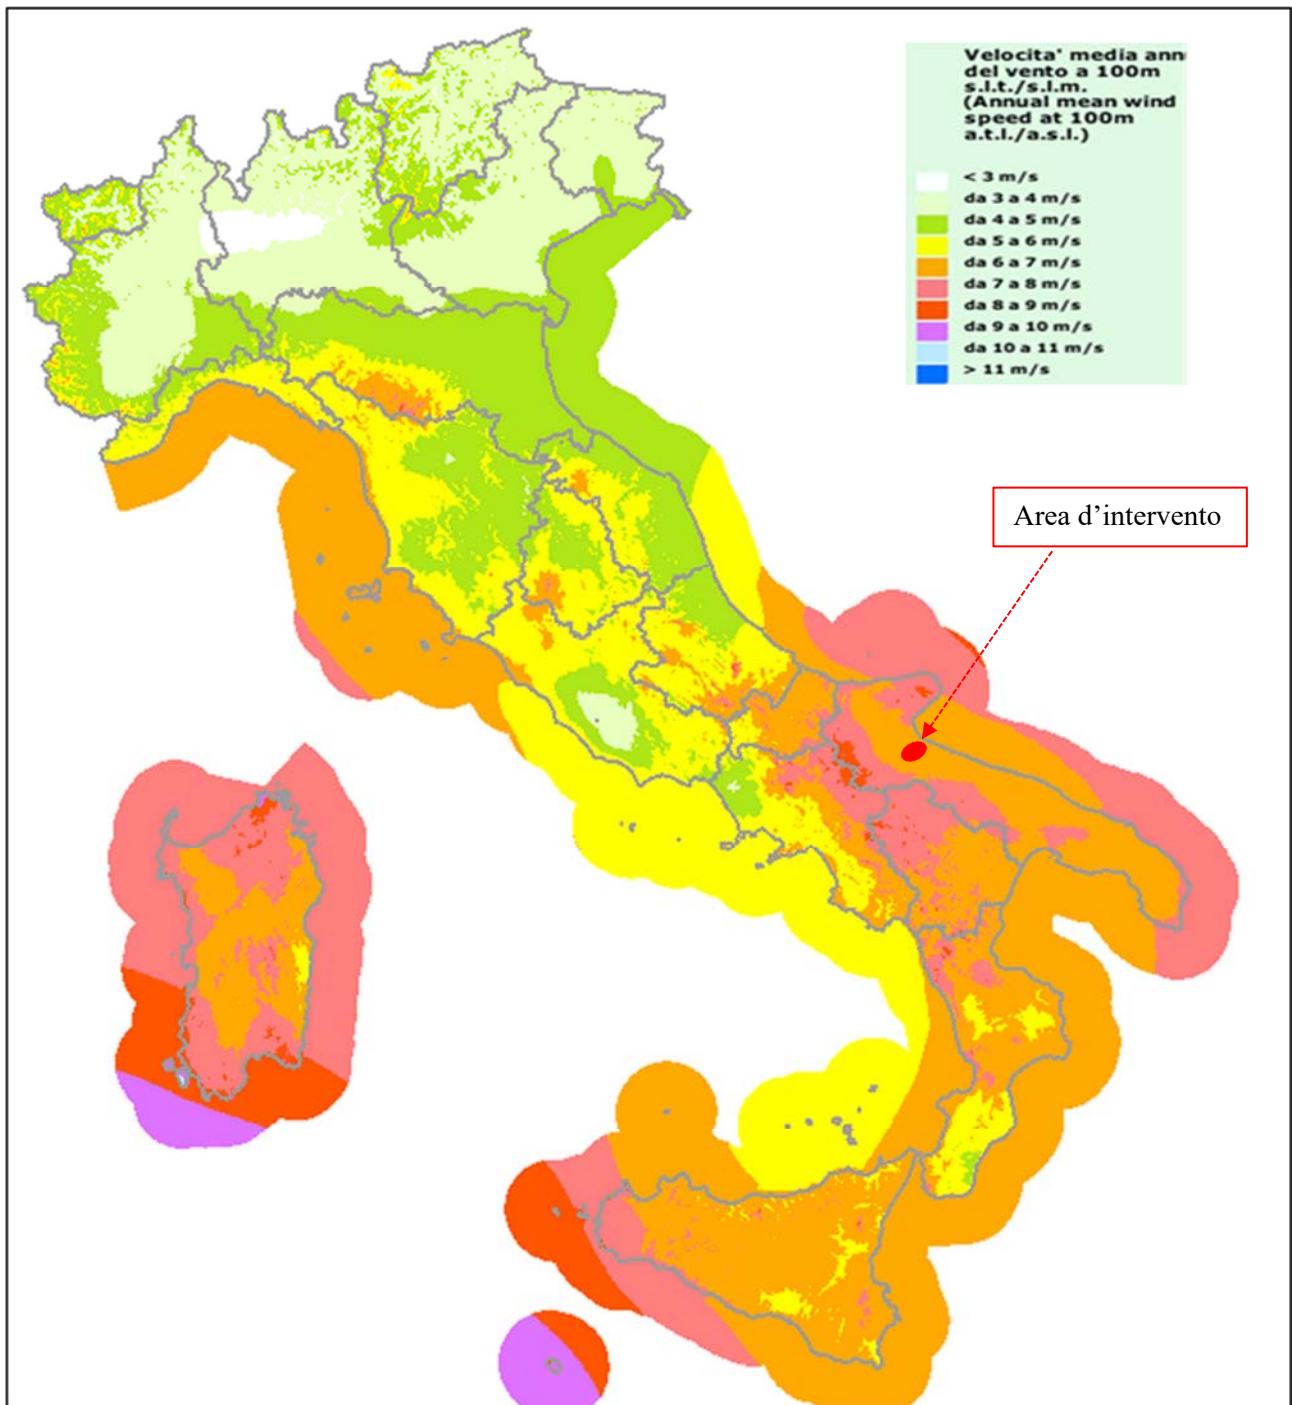 Velocita' media ann
del vento a 100m
s.l.t./s.l.m.
(Annual mean wind
speed at 100m
a.t.l./a.s.l.)
< 3 m/s
da 3 a 4 m/s
da 4 a 5 m/s
da 5 a 6 m/s
da 6 a 7 m/s
da 7 a 8 m/s
da 8 a 9 m/s
da 9 a 10 m/s
da 10 a 11 m/s
> 11 m/s
Area d’intervento